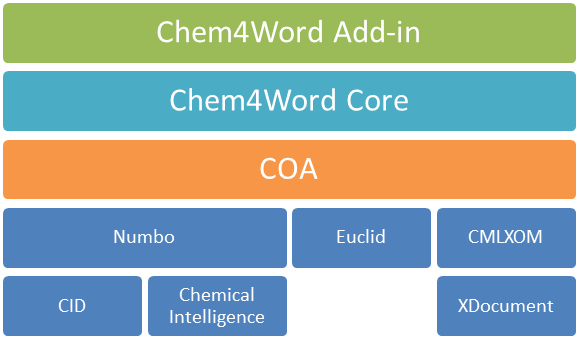 Chem4Word Add-in
Chem4Word Core
COA
Numbo
Euclid
CMLXOM
CID
Chemical
Intelligence
XDocument